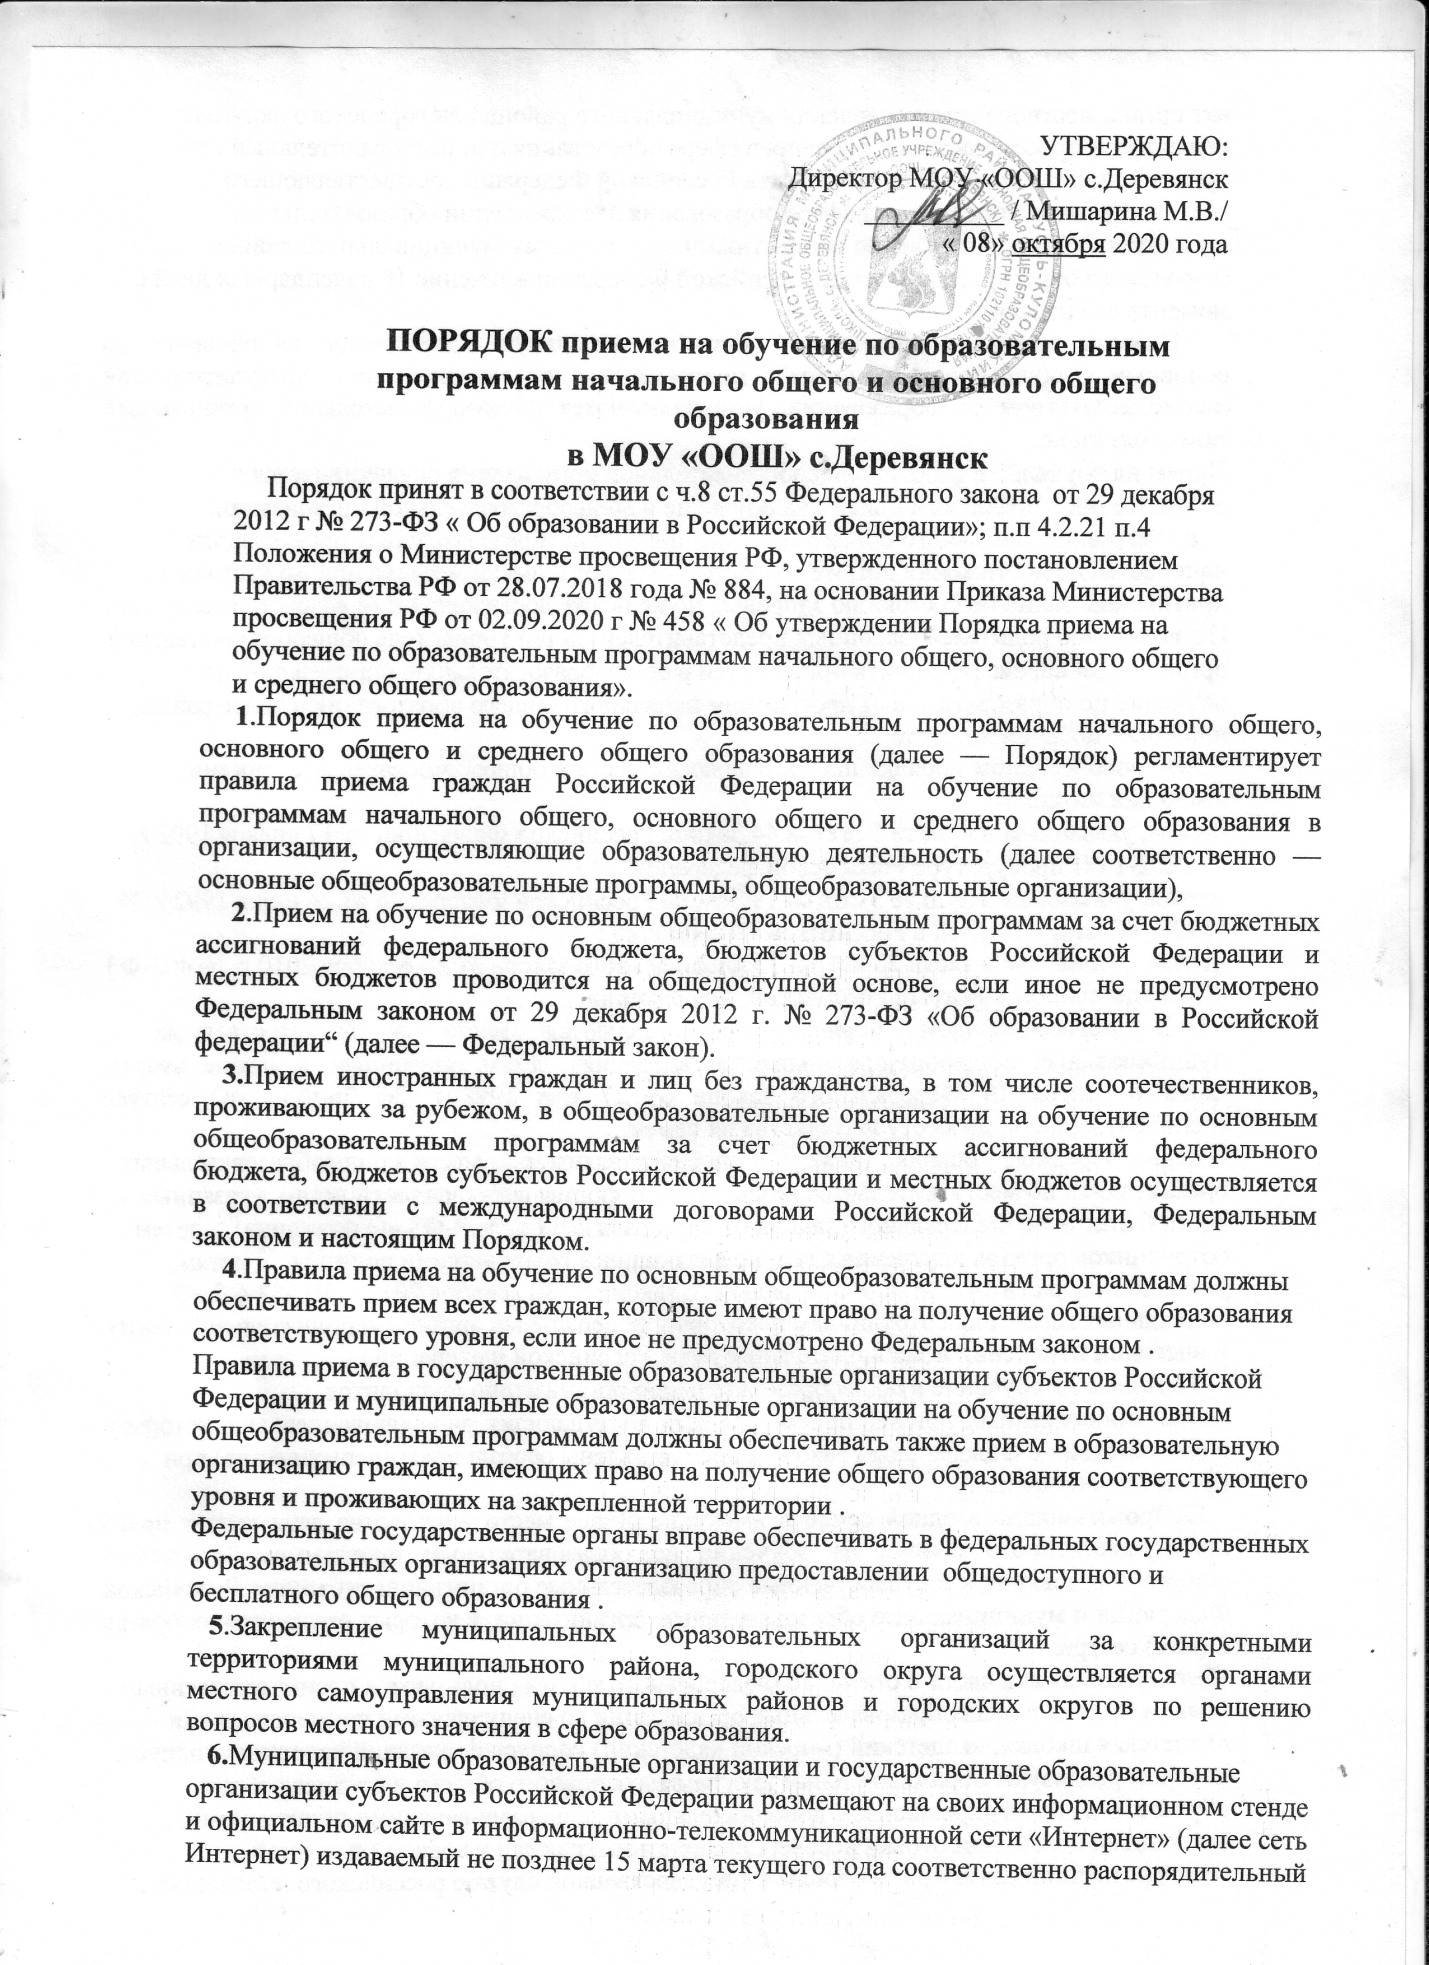 УТВЕРЖДАЮ:
Директор МОУ «ООШ» с.Деревянск
__________ / Мишарина М.В./
« 08» октября 2020 года
ПОРЯДОК приема на обучение по образовательным
программам начального общего и основного общего
образования
в МОУ «ООШ» с.Деревянск
Порядок принят в соответствии с ч.8 ст.55 Федерального закона от 29 декабря
2012 г № 273-ФЗ « Об образовании в Российской Федерации»; п.п 4.2.21 п.4
Положения о Министерстве просвещения РФ, утвержденного постановлением
Правительства РФ от 28.07.2018 года № 884, на основании Приказа Министерства
просвещения РФ от 02.09.2020 г № 458 « Об утверждении Порядка приема на
обучение по образовательным программам начального общего, основного общего
и среднего общего образования».
1.Порядок приема на обучение по образовательным программам начального общего,
основного общего и среднего общего образования (далее — Порядок) регламентирует
правила приема граждан Российской Федерации на обучение по образовательным
программам начального общего, основного общего и среднего общего образования в
организации, осуществляющие образовательную деятельность (далее соответственно —
основные общеобразовательные программы, общеобразовательные организации),
2.Прием на обучение по основным общеобразовательным программам за счет бюджетных
ассигнований федерального бюджета, бюджетов субъектов Российской Федерации и
местных бюджетов проводится на общедоступной основе, если иное не предусмотрено
Федеральным законом от 29 декабря 2012 г. № 273-ФЗ «Об образовании в Российской
федерации“ (далее — Федеральный закон).
3.Прием иностранных граждан и лиц без гражданства, в том числе соотечественников,
проживающих за рубежом, в общеобразовательные организации на обучение по основным
общеобразовательным программам за счет бюджетных ассигнований федерального
бюджета, бюджетов субъектов Российской Федерации и местных бюджетов осуществляется
в соответствии с международными договорами Российской Федерации, Федеральным
законом и настоящим Порядком.
4.Правила приема на обучение по основным общеобразовательным программам должны
обеспечивать прием всех граждан, которые имеют право на получение общего образования
соответствующего уровня, если иное не предусмотрено Федеральным законом .
Правила приема в государственные образовательные организации субъектов Российской
Федерации и муниципальные образовательные организации на обучение по основным
общеобразовательным программам должны обеспечивать также прием в образовательную
организацию граждан, имеющих право на получение общего образования соответствующего
уровня и проживающих на закрепленной территории .
Федеральные государственные органы вправе обеспечивать в федеральных государственных
образовательных организациях организацию предоставлении общедоступного и
бесплатного общего образования .
5.Закрепление муниципальных образовательных организаций за конкретными
территориями муниципального района, городского округа осуществляется органами
местного самоуправления муниципальных районов и городских округов по решению
вопросов местного значения в сфере образования.
6.Муниципальные образовательные организации и государственные образовательные
организации субъектов Российской Федерации размещают на своих информационном стенде
и официальном сайте в информационно-телекоммуникационной сети «Интернет» (далее сеть
Интернет) издаваемый не позднее 15 марта текущего года соответственно распорядительный